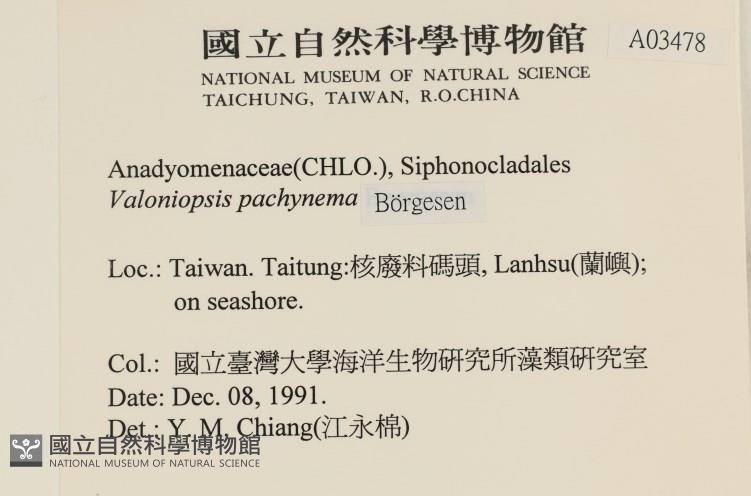 國立自然科學博物館 A03478
NATIONAL MUSEUM OF NATURAL SCIENCE
TAICHUNG, TAIWAN, R.O.CHINA
Anadyomenaceae(CHLO.), Siphonocladales
Valoniopsis pachynema Börgesen
Loc.: Taiwan. Taitung:核廢料碼頭, Lanhsu(蘭嶼);
on seashore.
Col.: 國立臺灣大學海洋生物研究所藻類研究室
Date: Dec. 08, 1991.
Det.: Y. M. Chiang(江永棉)
國立自然科學博物館
NATIONAL MUSEUM OF NATURAL SCIENCE